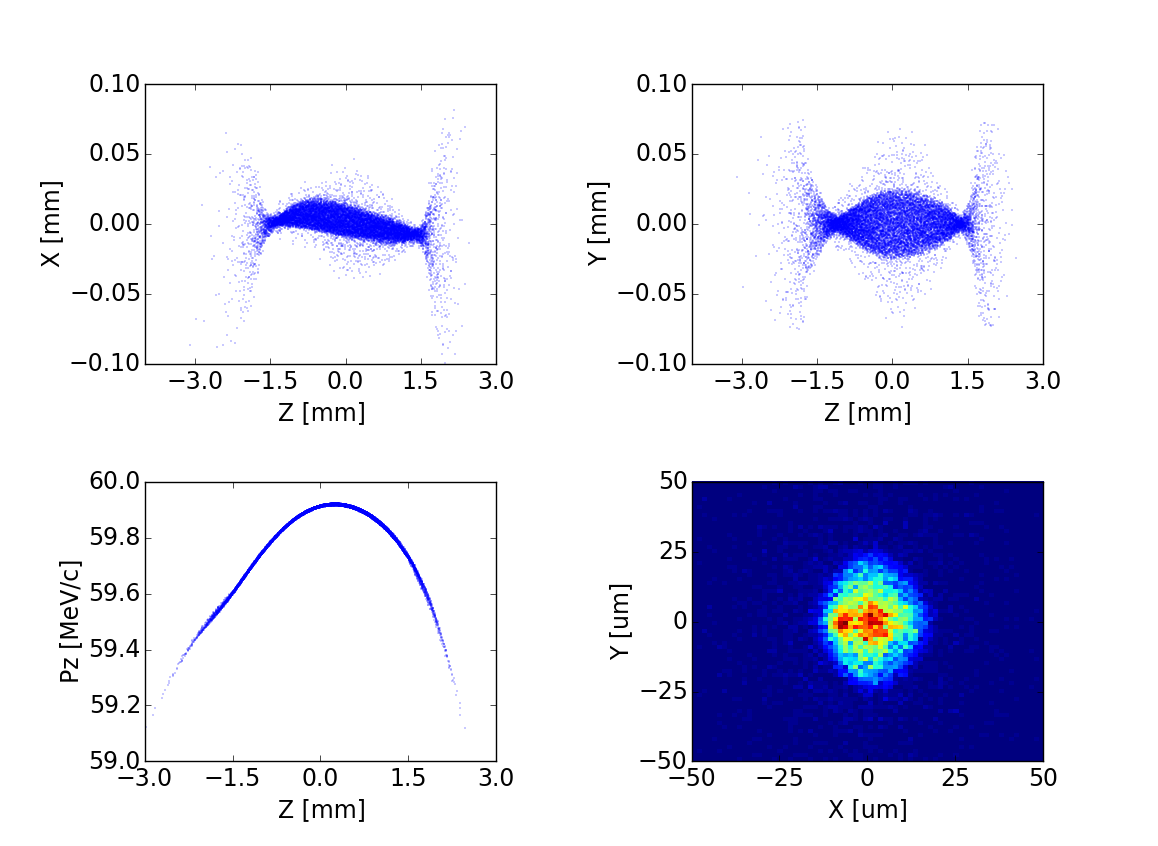 0.10
0.05
0.00
−0.05
−0.10
X [mm]
−3.0 −1.5 0.0 1.5 3.0
Z [mm]
0.10
0.05
0.00
−0.05
−0.10
Y [mm]
−3.0 −1.5 0.0 1.5 3.0
Z [mm]
60.0
59.8
59.6
59.4
59.2
59.0
Pz [MeV/c]
−3.0 −1.5 0.0 1.5 3.0
Z [mm]
50
25
0
−25
−50
Y [um]
−50 −25 0 25 50
X [um]